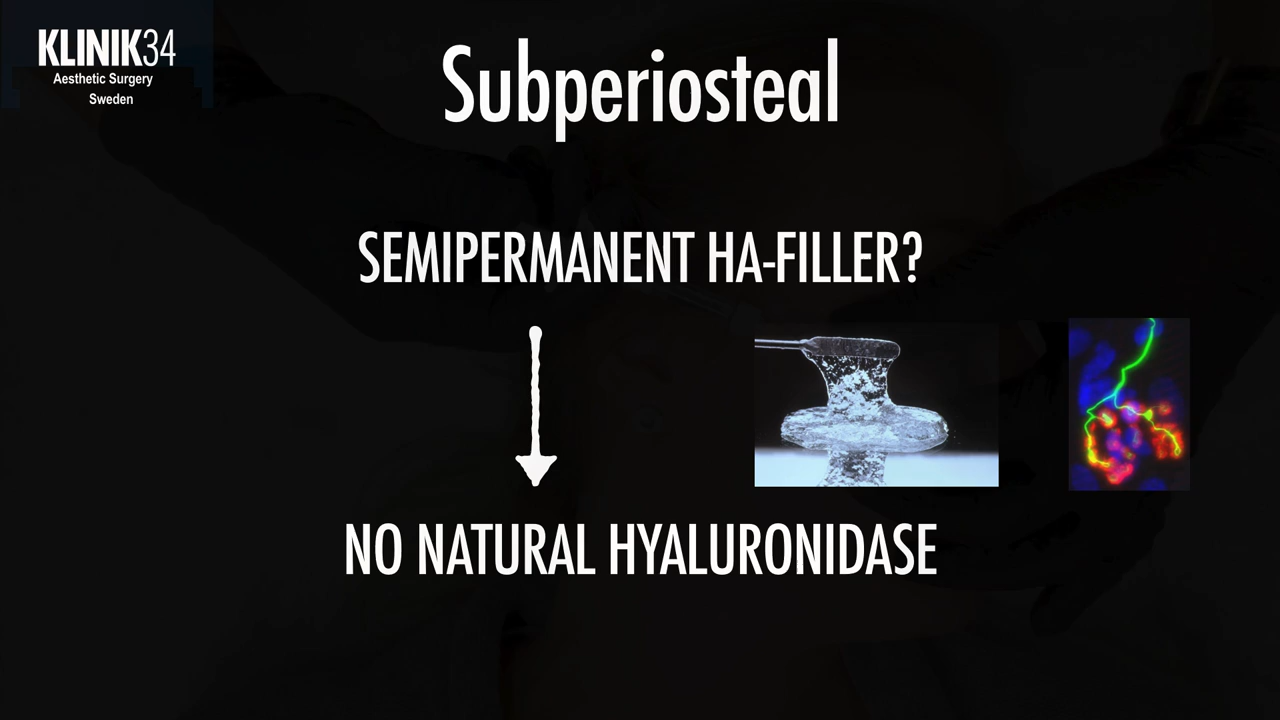 KLINIK34
Aesthetic Surgery
Sweden
Subperiosteal
SEMIPERMANENT HA-FILLER?
NO NATURAL HYALURONIDASE